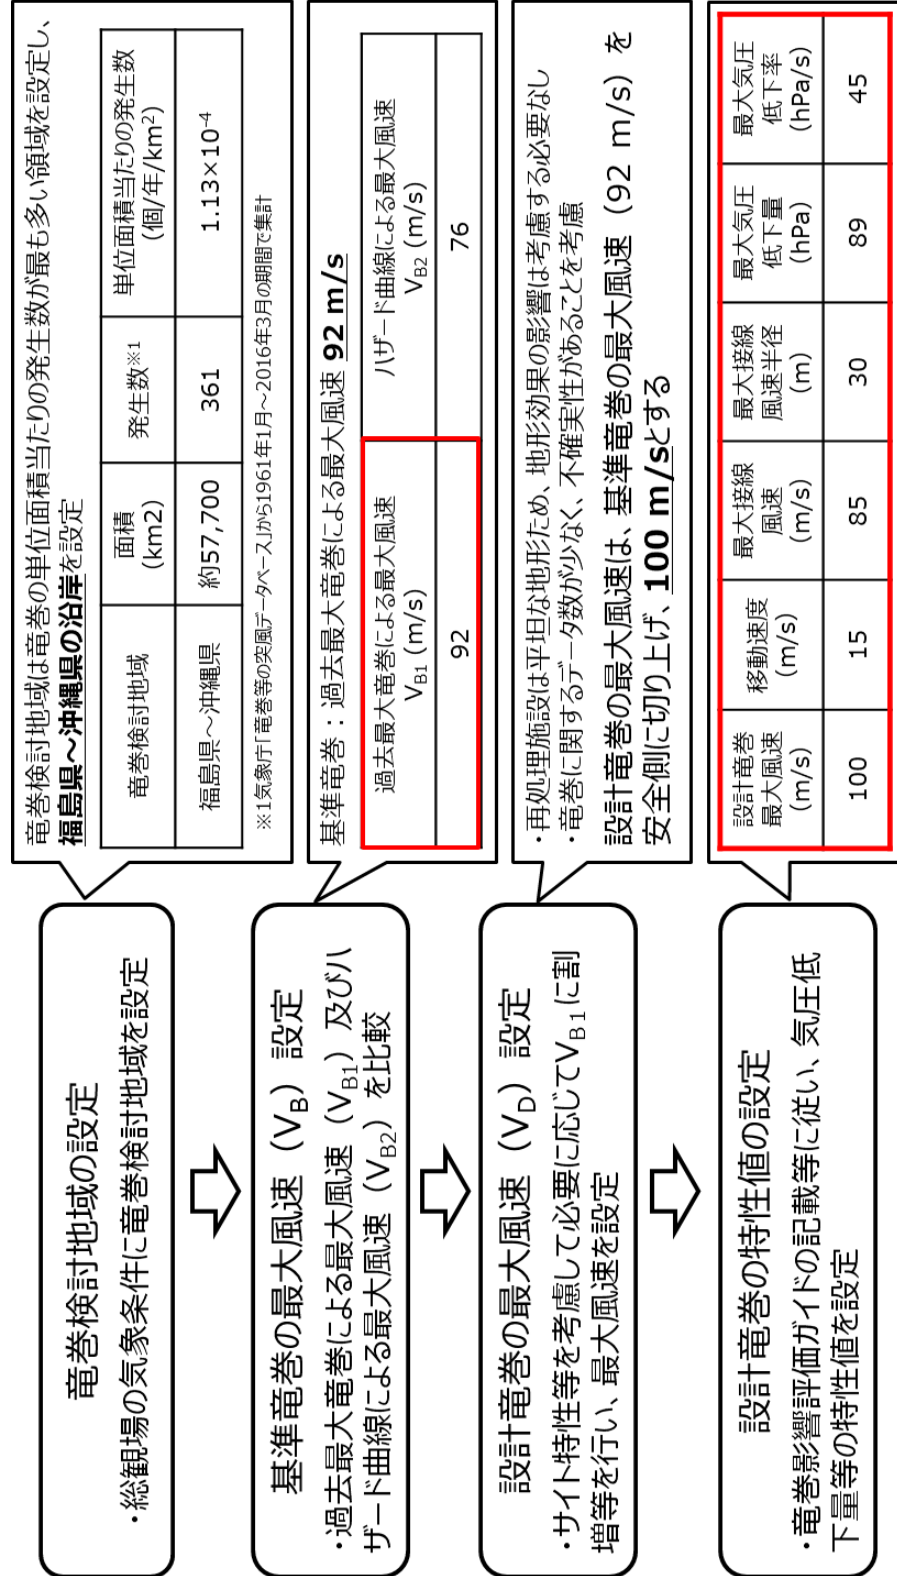 竜巻検討地域の設定
・総観場の気象条件に竜巻検討地域を設定
竜巻検討地域は竜巻の単位面積当たりの発生数が最も多い領域を設定し、
福島県～沖縄県の沿岸を設定
竜巻検討地域 面積 (km2) 発生数※1 単位面積当たりの発生数 (個/年/km²)
福島県～沖縄県 約57,700 361 1.13×10⁻⁴
※1気象庁「竜巻等の突風データベース」から1961年1月～2016年3月の期間で集計
基準竜巻の最大風速（VB）設定
・過去最大竜巻による最大風速（VB1）及びハ
ザード曲線による最大風速（VB2）を比較
基準竜巻：過去最大竜巻による最大風速 92 m/s
過去最大竜巻による最大風速 VB1 (m/s) ハザード曲線による最大風速 VB2 (m/s)
92 76
設計竜巻の最大風速（VD）設定
・サイト特性等を考慮して必要に応じてVB1に割
増等を行い、最大風速を設定
・再処理施設は平坦な地形ため、地形効果の影響は考慮する必要なし
・竜巻に関するデータ数が少なく、不確実性があることを考慮
設計竜巻の最大風速は、基準竜巻の最大風速（92 m/s）を
安全側に切り上げ、100 m/sとする
設計竜巻の特性値の設定
・竜巻影響評価ガイドの記載等に従い、気圧低
下量等の特性値を設定
設計竜巻 最大風速 (m/s) 移動速度 (m/s) 最大接線 風速 (m/s) 最大接線 風速半径 (m) 最大気圧 低下量 (hPa) 最大気圧 低下率 (hPa/s)
100 15 85 30 89 45